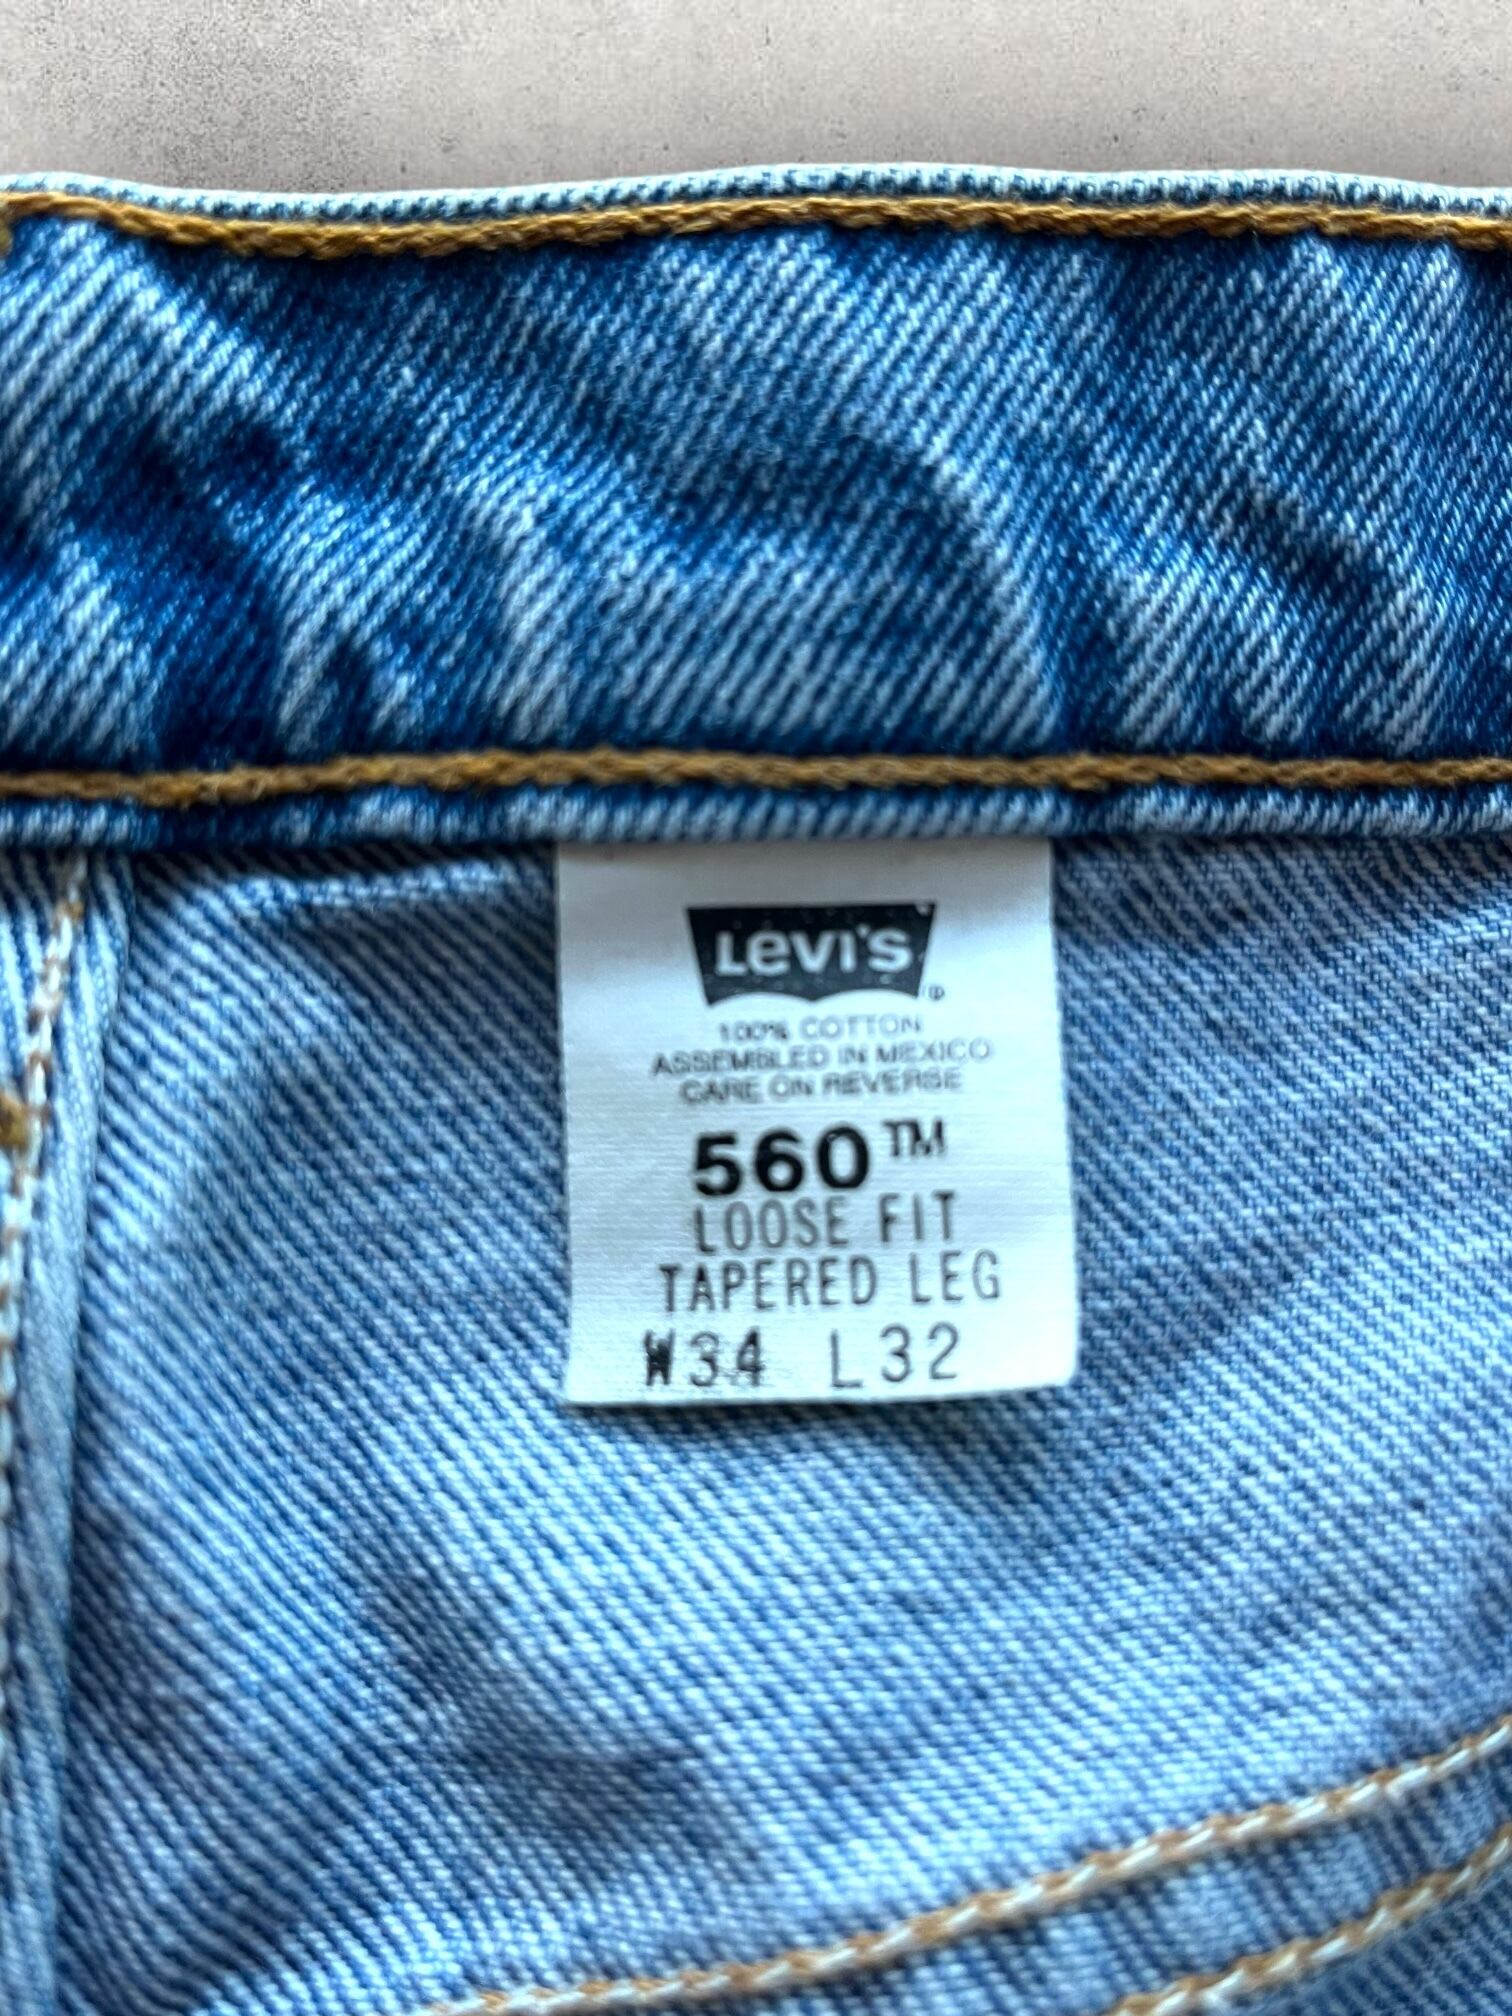 Levi's®
100% COTTON
ASSEMBLED IN MEXICO
CARE ON REVERSE
560™
LOOSE FIT
TAPERED LEG
W34 L32